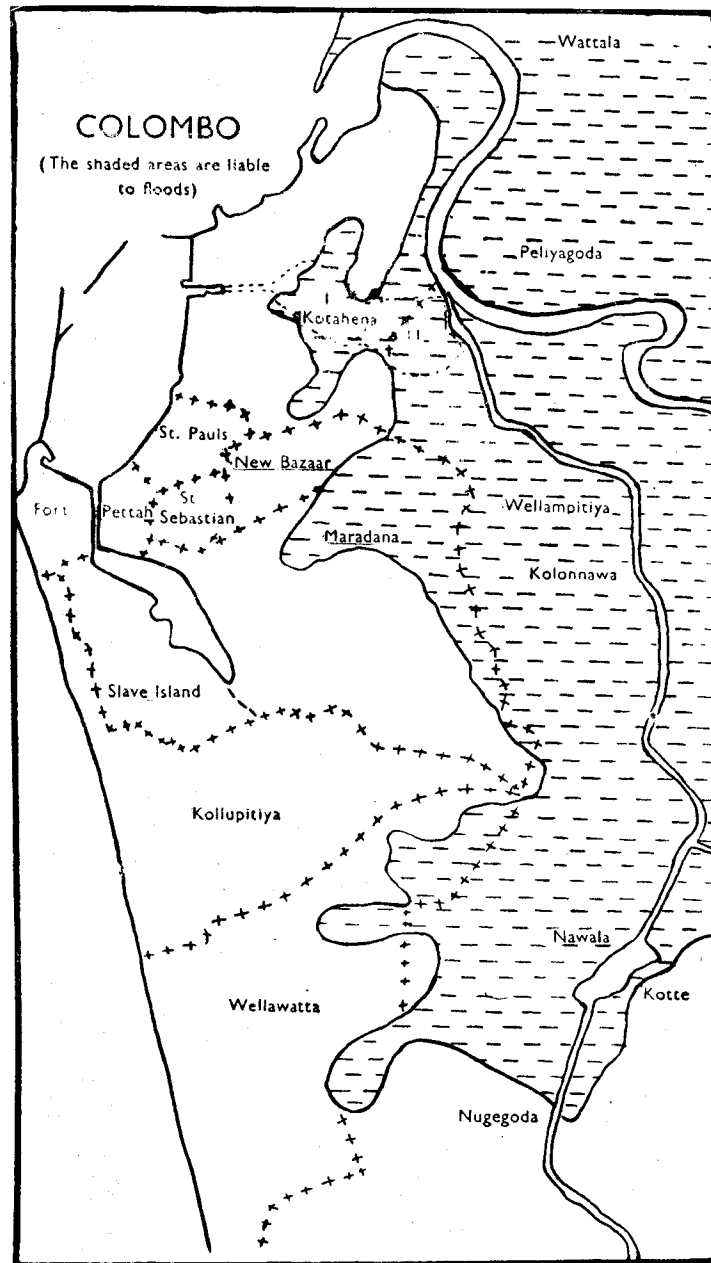 Wattala
COLOMBO
(The shaded areas are liable
to floods)
Peliyagoda
Kotahena
St. Pauls
New Bazaar
St
Sebastian
Fort
Pettah
Wellampitiya
Maradana
Kolonnawa
Slave Island
Kollupitiya
Nawala
Kotte
Wellawatta
Nugegoda